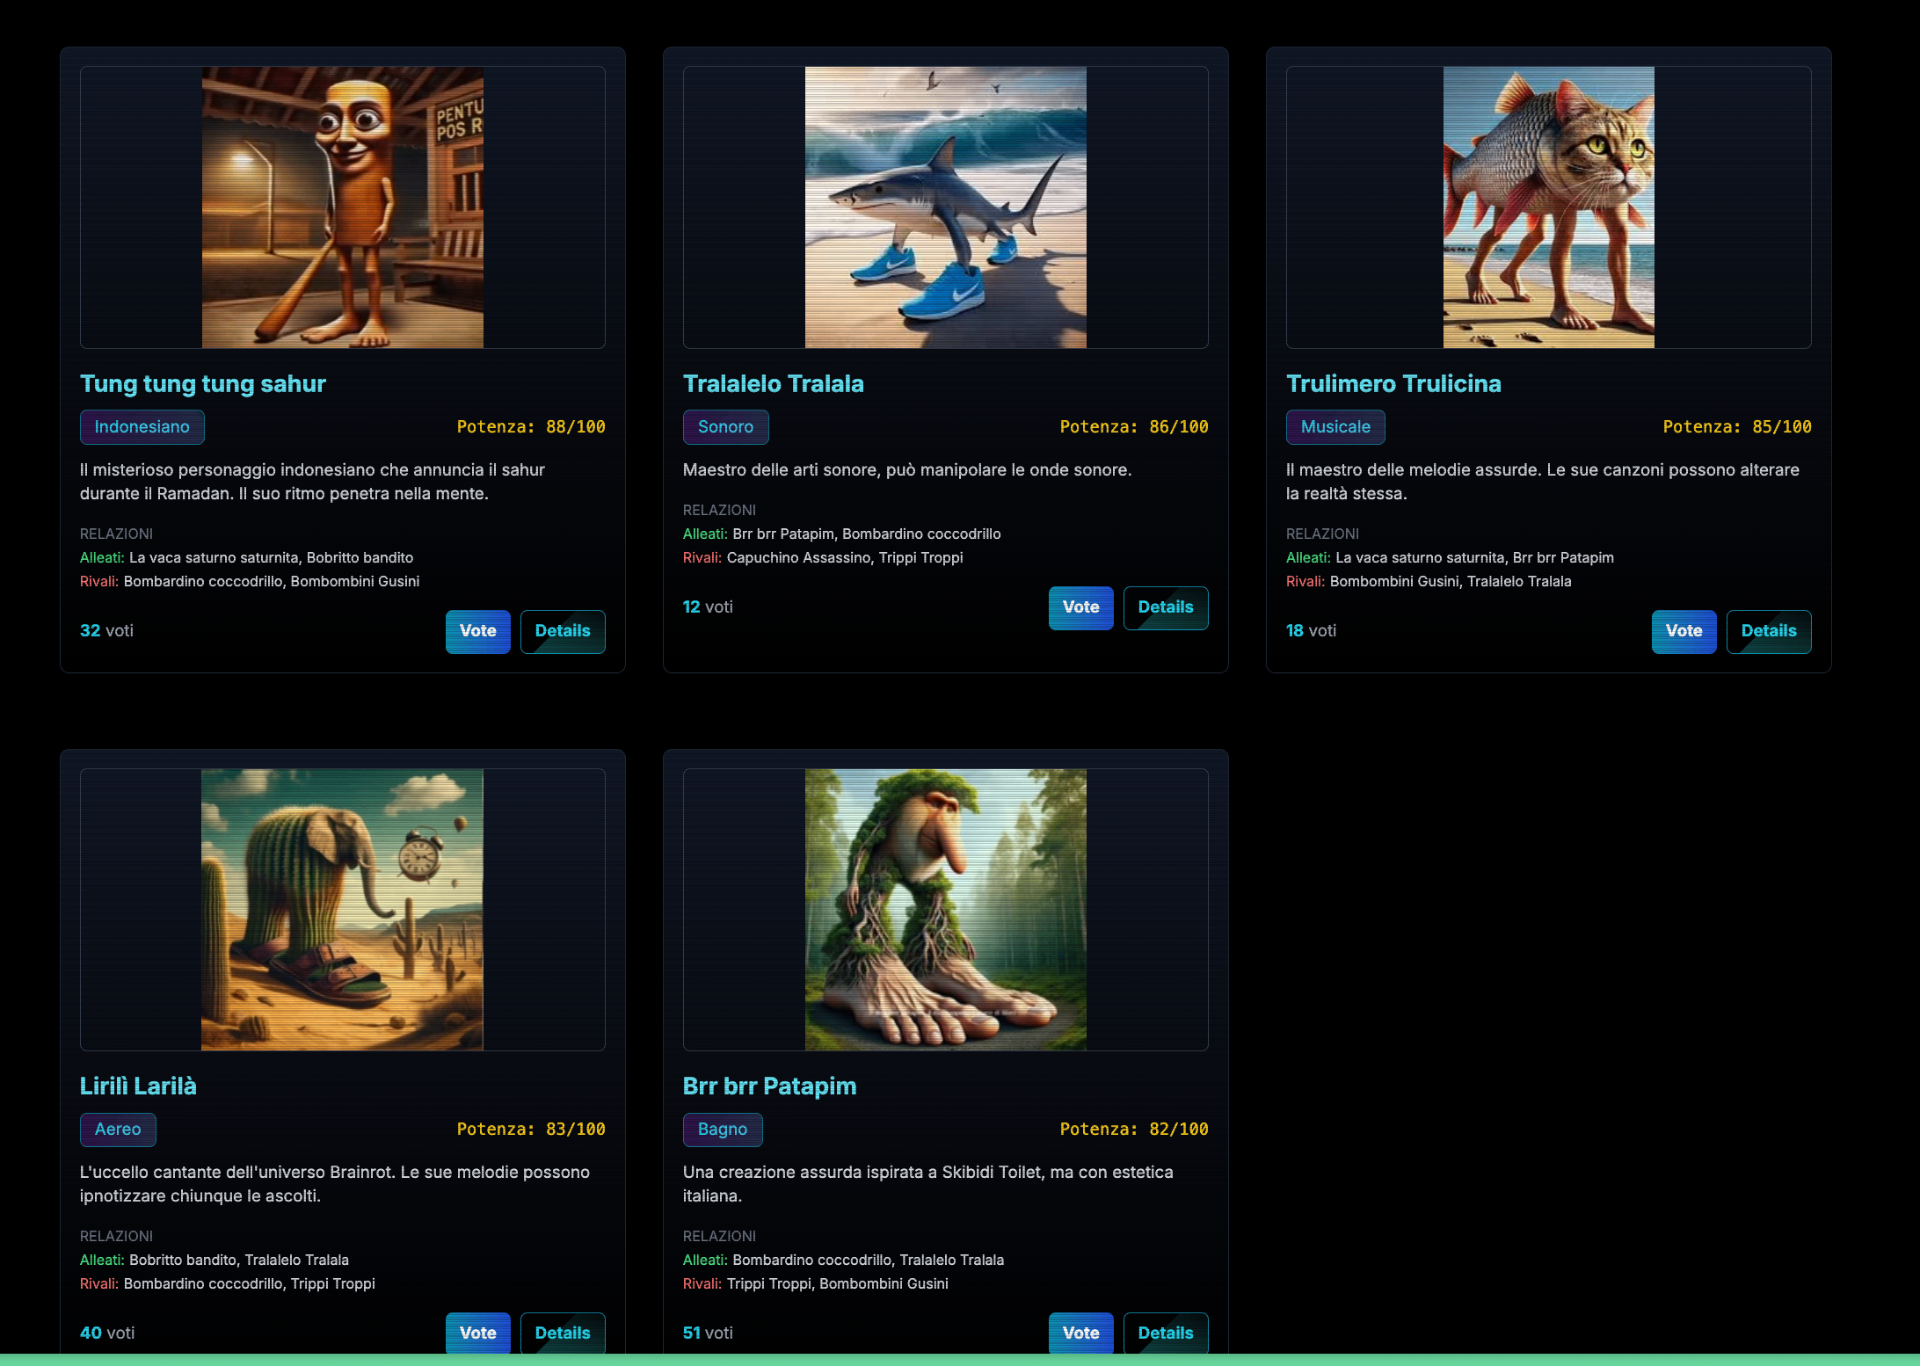 PENTU
POS R
Tung tung tung sahur
Indonesiano
Potenza: 88/100
Il misterioso personaggio indonesiano che annuncia il sahur
durante il Ramadan. Il suo ritmo penetra nella mente.
RELAZIONI
Alleati: La vaca saturno saturnita, Bobritto bandito
Rivali: Bombardino coccodrillo, Bombombini Gusini
32 voti
Vote
Details
Tralalelo Tralala
Sonoro
Potenza: 86/100
Maestro delle arti sonore, può manipolare le onde sonore.
RELAZIONI
Alleati: Brr brr Patapim, Bombardino coccodrillo
Rivali: Capuchino Assassino, Trippi Troppi
12 voti
Vote
Details
Trulimero Trulicina
Musicale
Potenza: 85/100
Il maestro delle melodie assurde. Le sue canzoni possono alterare
la realtà stessa.
RELAZIONI
Alleati: La vaca saturno saturnita, Brr brr Patapim
Rivali: Bombombini Gusini, Tralalelo Tralala
18 voti
Vote
Details
Lirilì Larilà
Aereo
Potenza: 83/100
L'uccello cantante dell'universo Brainrot. Le sue melodie possono
ipnotizzare chiunque le ascolti.
RELAZIONI
Alleati: Bobritto bandito, Tralalelo Tralala
Rivali: Bombardino coccodrillo, Trippi Troppi
40 voti
Vote
Details
Brr brr Patapim
Bagno
Potenza: 82/100
Una creazione assurda ispirata a Skibidi Toilet, ma con estetica
italiana.
RELAZIONI
Alleati: Bombardino coccodrillo, Tralalelo Tralala
Rivali: Trippi Troppi, Bombombini Gusini
51 voti
Vote
Details